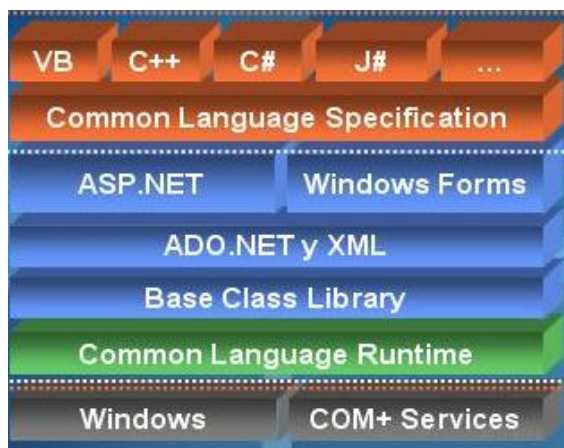 VB C++ C# J# ...
Common Language Specification
ASP.NET Windows Forms
ADO.NET y XML
Base Class Library
Common Language Runtime
Windows COM+ Services